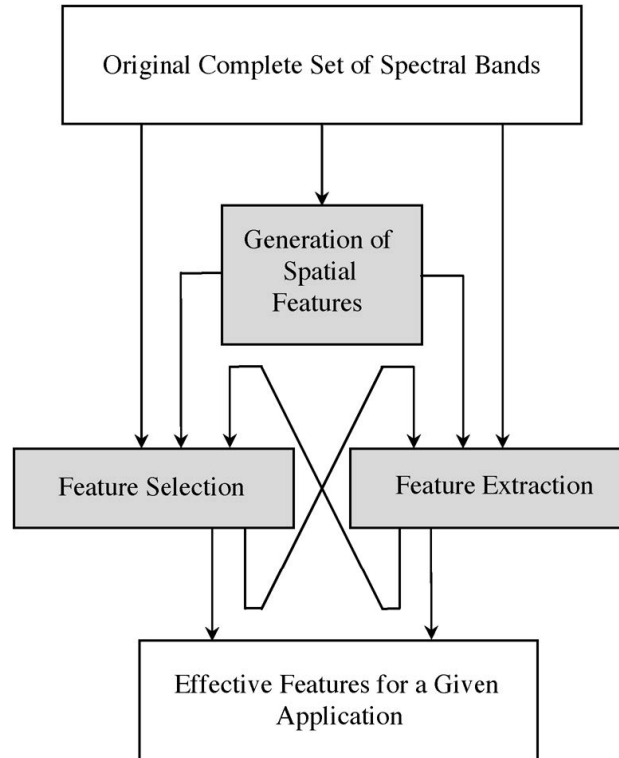 Original Complete Set of Spectral Bands
Generation of
Spatial
Features
Feature Selection
Feature Extraction
Effective Features for a Given
Application